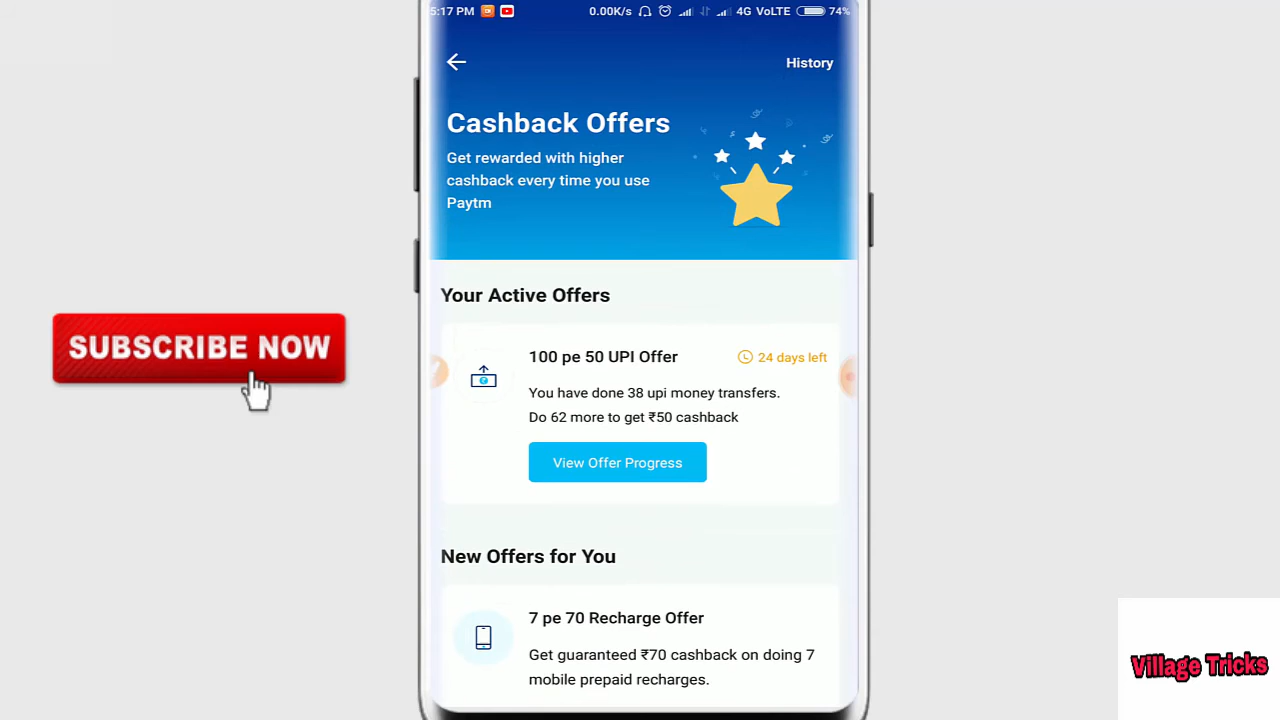 5:17 PM 0.00K/s 4G VoLTE 74%
History
Cashback Offers
Get rewarded with higher
cashback every time you use
Paytm
Your Active Offers
100 pe 50 UPI Offer 24 days left
You have done 38 upi money transfers.
Do 62 more to get ₹50 cashback
View Offer Progress
New Offers for You
7 pe 70 Recharge Offer
Get guaranteed ₹70 cashback on doing 7
mobile prepaid recharges.
SUBSCRIBE NOW
Village Tricks